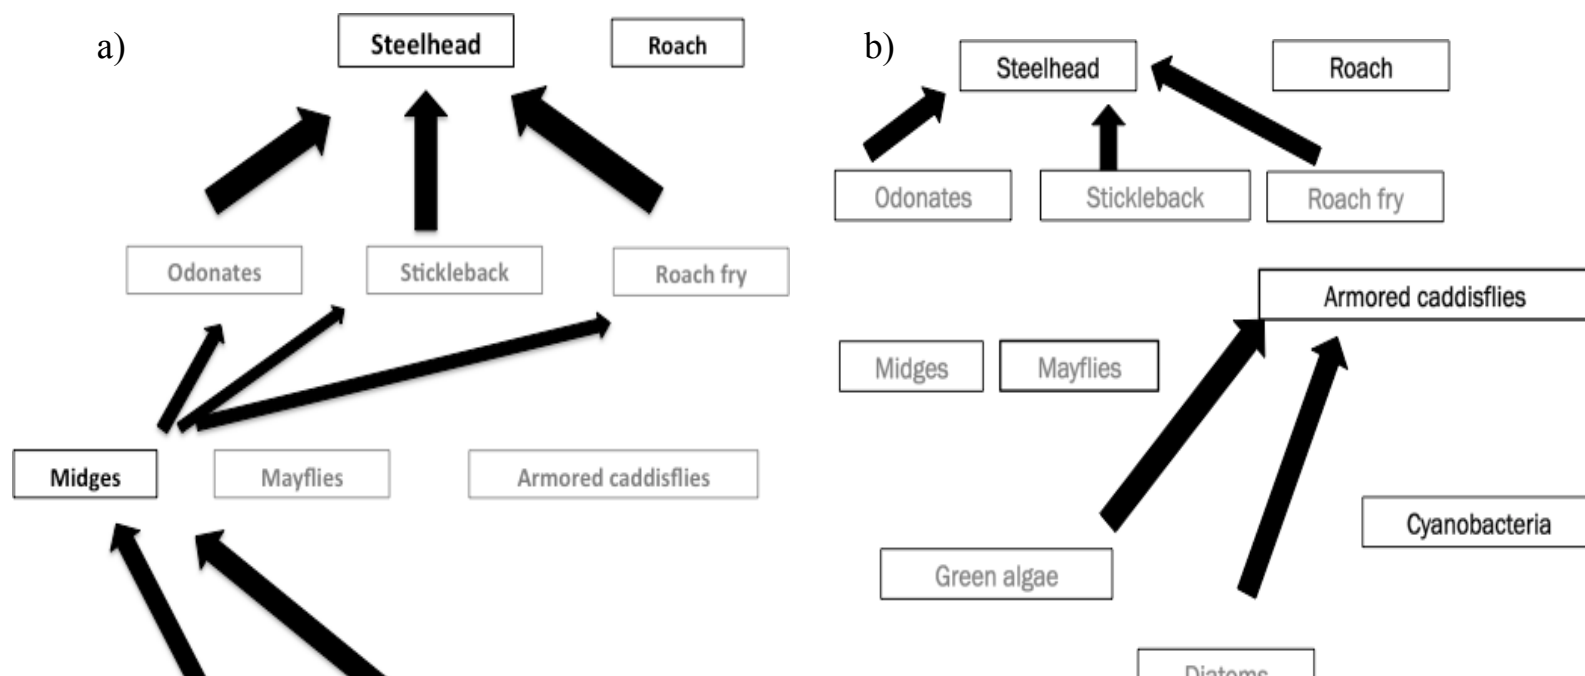 a)
Steelhead
Roach
Odonates
Stickleback
Roach fry
Midges
Mayflies
Armored caddisflies
b)
Steelhead
Roach
Odonates
Stickleback
Roach fry
Armored caddisflies
Midges
Mayflies
Cyanobacteria
Green algae
Diatoms